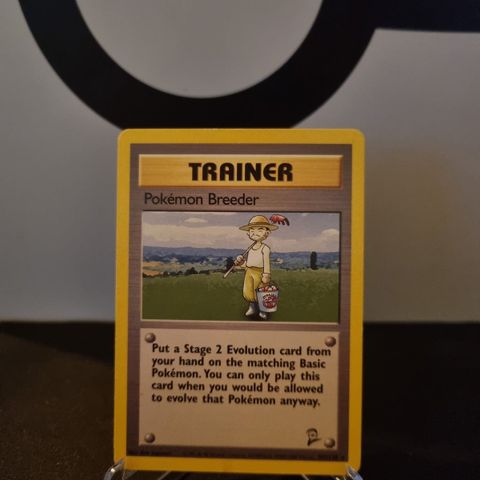 TRAINER
Pokémon Breeder
Put a Stage 2 Evolution card from
your hand on the matching Basic
Pokémon. You can only play this
card when you would be allowed
to evolve that Pokémon anyway.